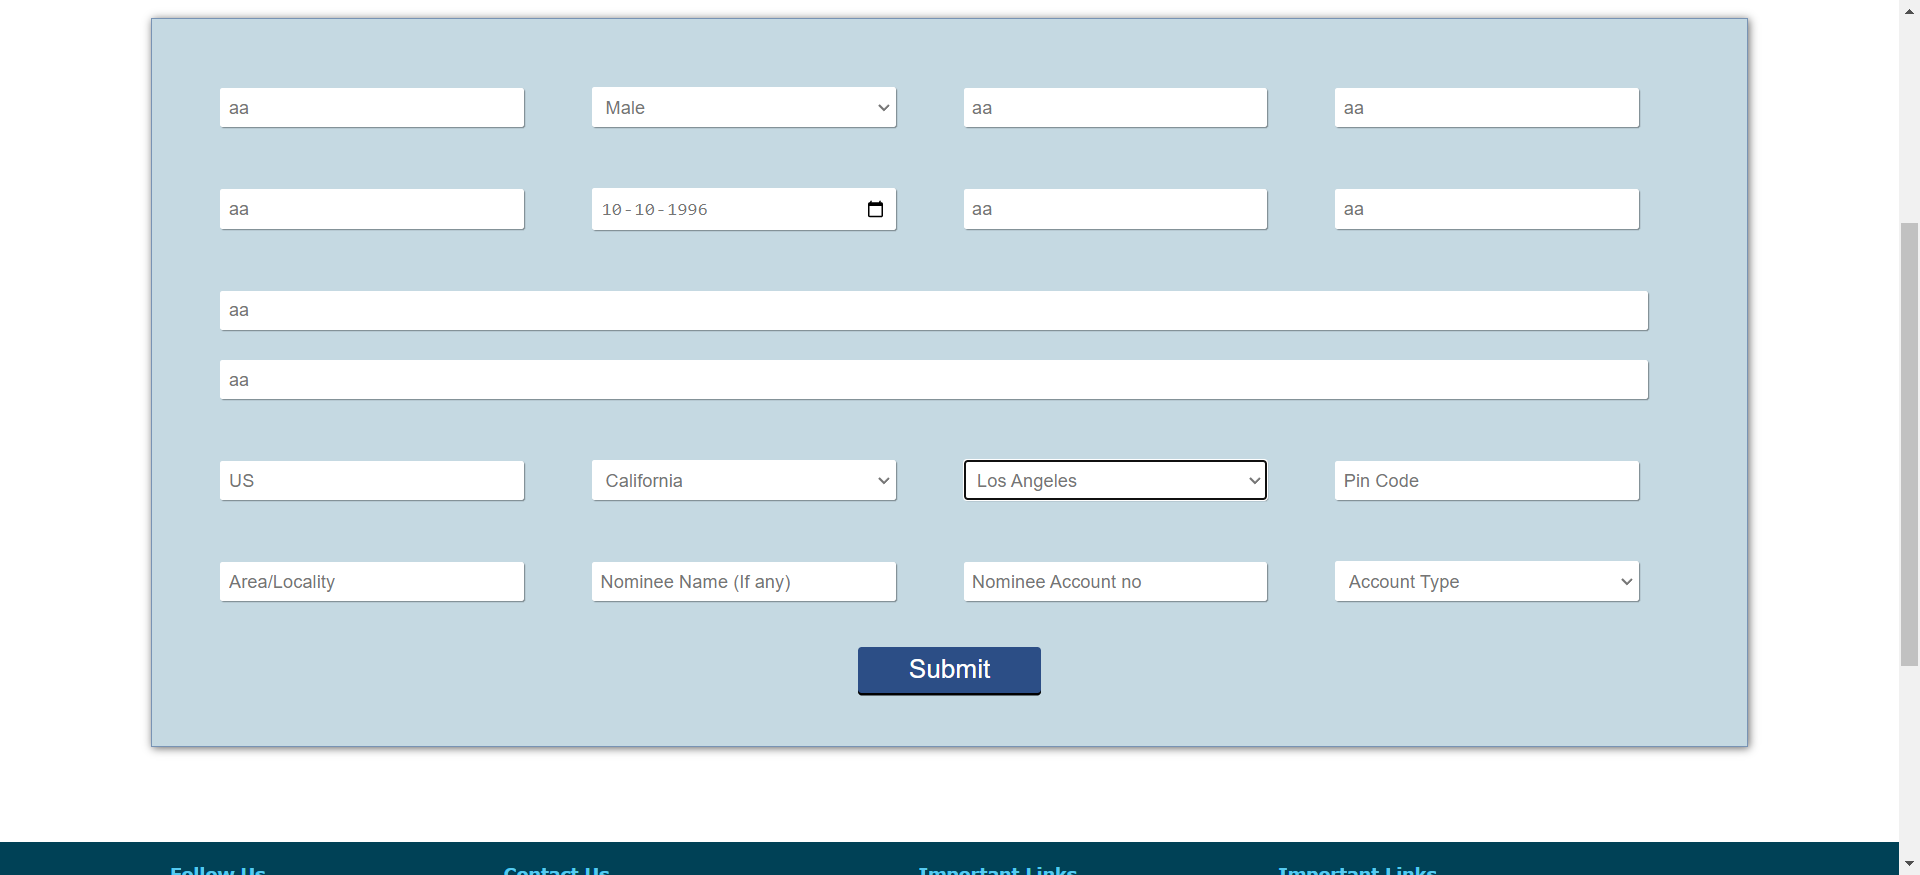 aa Male aa aa
aa 10-10-1996 aa aa
aa
aa
US California Los Angeles Pin Code
Area/Locality Nominee Name (If any) Nominee Account no Account Type
Submit
Follow Us Contact Us Important Links Important Links